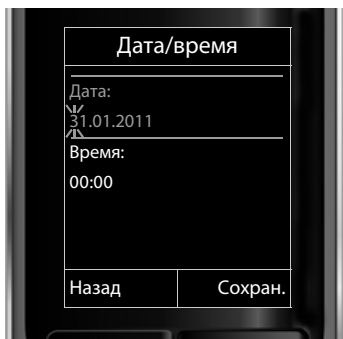 Дата/время
Дата:
31.01.2011
Время:
00:00
Назад
Сохран.